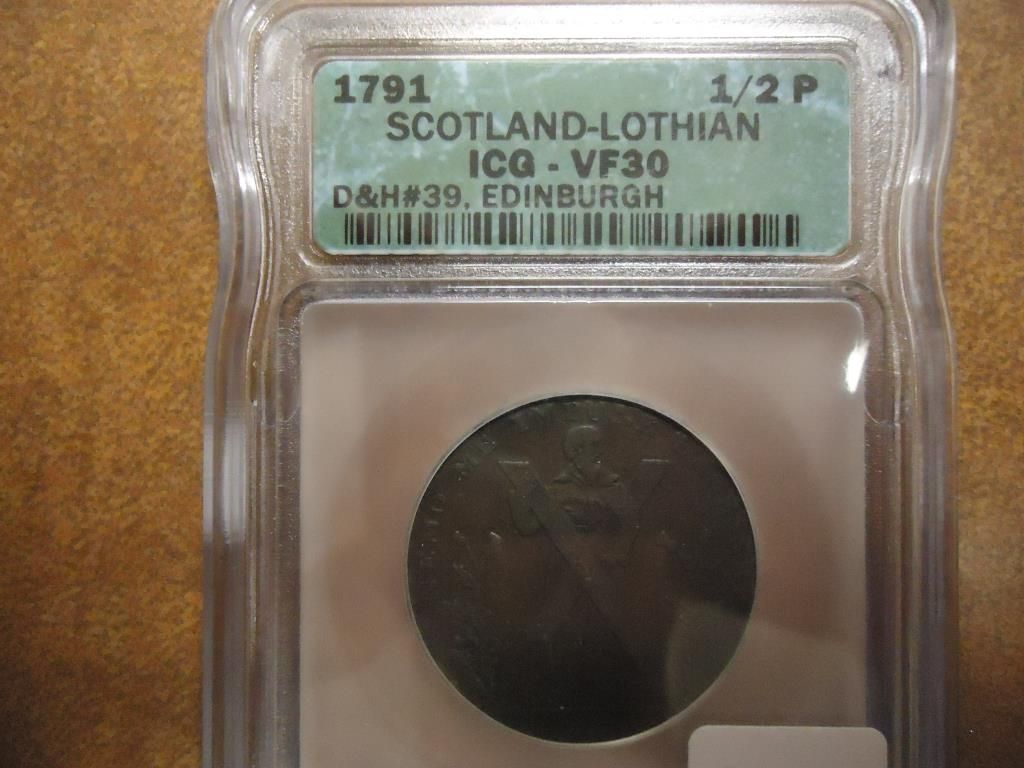 1791 1/2 P
SCOTLAND-LOTHIAN
ICG - VF30
D&H#39, EDINBURGH